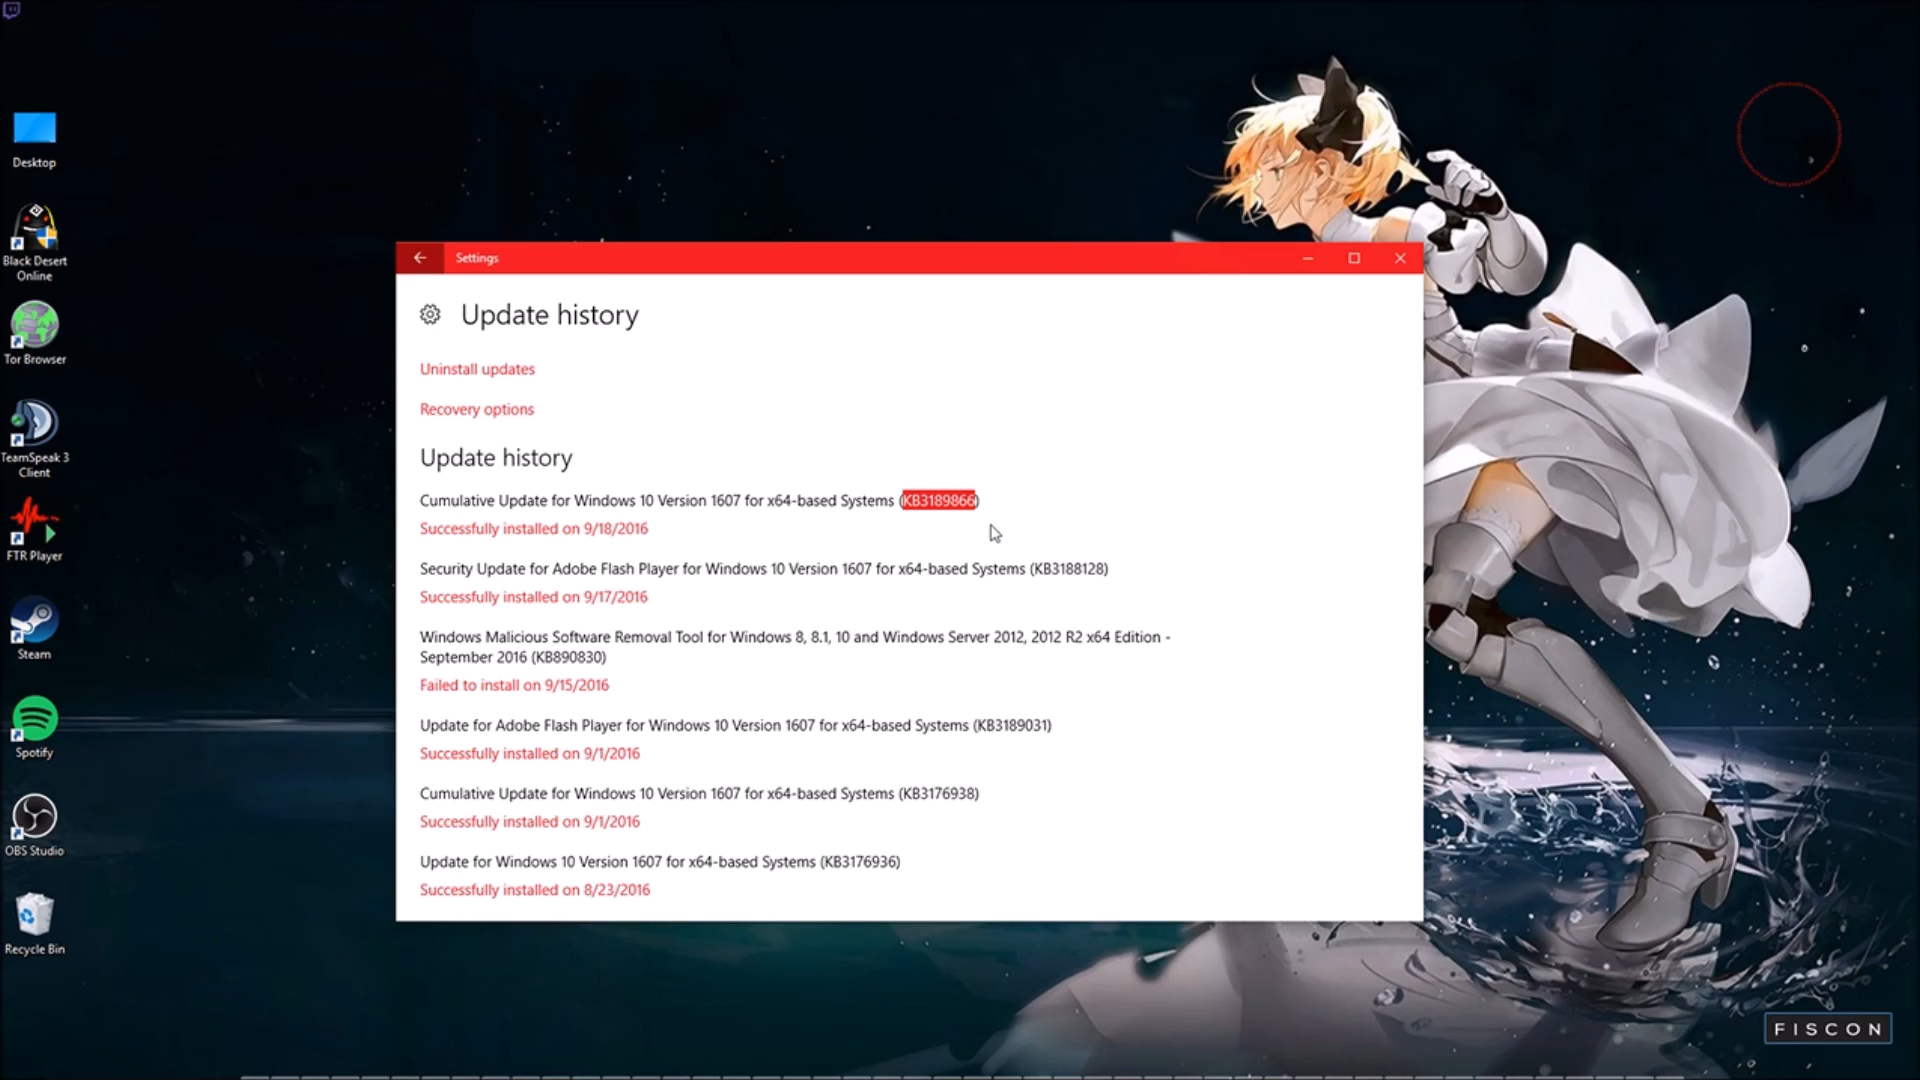 Desktop
Black Desert
Online
Tor Browser
TeamSpeak 3
Client
FTR Player
Steam
Spotify
OBS Studio
Recycle Bin
Settings
Update history
Uninstall updates
Recovery options
Update history
Cumulative Update for Windows 10 Version 1607 for x64-based Systems (KB3189866)
Successfully installed on 9/18/2016
Security Update for Adobe Flash Player for Windows 10 Version 1607 for x64-based Systems (KB3188128)
Successfully installed on 9/17/2016
Windows Malicious Software Removal Tool for Windows 8, 8.1, 10 and Windows Server 2012, 2012 R2 x64 Edition -
September 2016 (KB890830)
Failed to install on 9/15/2016
Update for Adobe Flash Player for Windows 10 Version 1607 for x64-based Systems (KB3189031)
Successfully installed on 9/1/2016
Cumulative Update for Windows 10 Version 1607 for x64-based Systems (KB3176938)
Successfully installed on 9/1/2016
Update for Windows 10 Version 1607 for x64-based Systems (KB3176936)
Successfully installed on 8/23/2016
FISCON